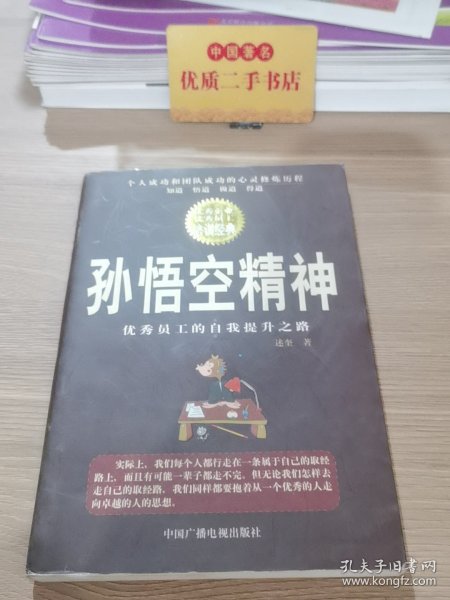 中国著名
优质二手书店
个人成功和团队成功的心灵修炼历程
知道 悟道 做道 得道
培训经典
孙悟空精神
优秀员工的自我提升之路
述奎 著
实际上，我们每个人都行走在一条属于自己的取经
路上，而且有可能一辈子都走不完。但无论我们怎样去
走自己的取经路，我们同样都要抱着从一个优秀的人走
向卓越的人的思想。
中国广播电视出版社
孔夫子旧书网
www.kongfz.com